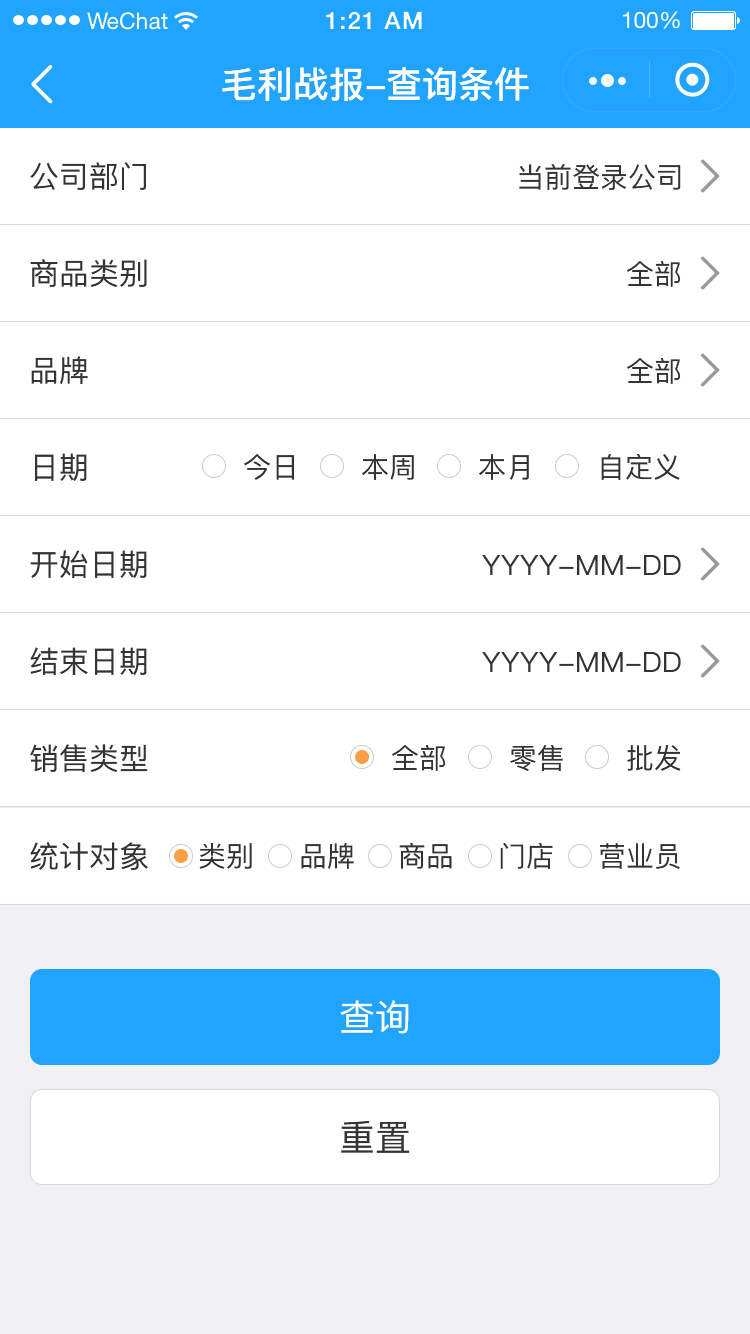 WeChat 1:21 AM 100%
毛利战报–查询条件
公司部门 当前登录公司
商品类别 全部
品牌 全部
日期 今日 本周 本月 自定义
开始日期 YYYY–MM–DD
结束日期 YYYY–MM–DD
销售类型 全部 零售 批发
统计对象 类别 品牌 商品 门店 营业员
查询
重置